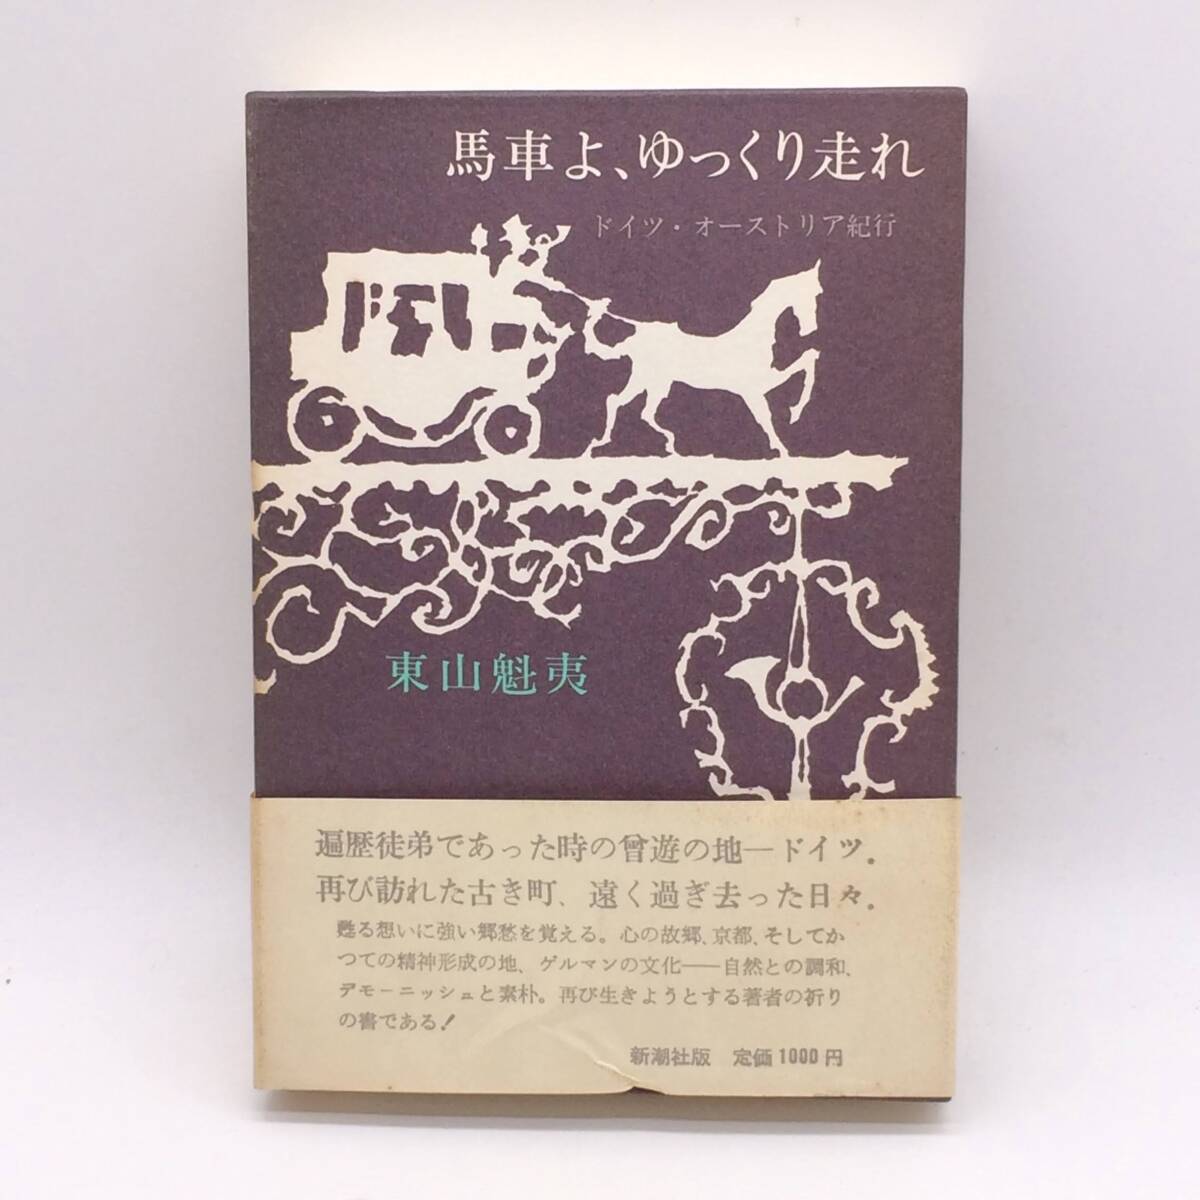 馬車よ、ゆっくり走れ
ドイツ・オーストリア紀行
東山魁夷
遍歴徒弟であった時の曾遊の地―ドイツ.
再び訪れた古き町、遠く過ぎ去った日々.
甦る想いに強い郷愁を覚える。心の故郷、京都、そしてか
つての精神形成の地、ゲルマンの文化――自然との調和、
デモーニッシュと素朴。再び生きようとする著者の祈り
の書である!
新潮社版 定価1000円